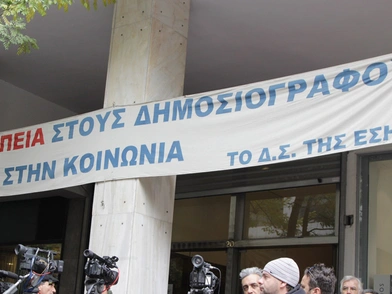 ΠΕΙΑ ΣΤΟΥΣ ΔΗΜΟΣΙΟΓΡΑΦΟ
ΣΤΗΝ ΚΟΙΝΩΝΙΑ ΤΟ Δ.Σ. ΤΗΣ ΕΣΗ